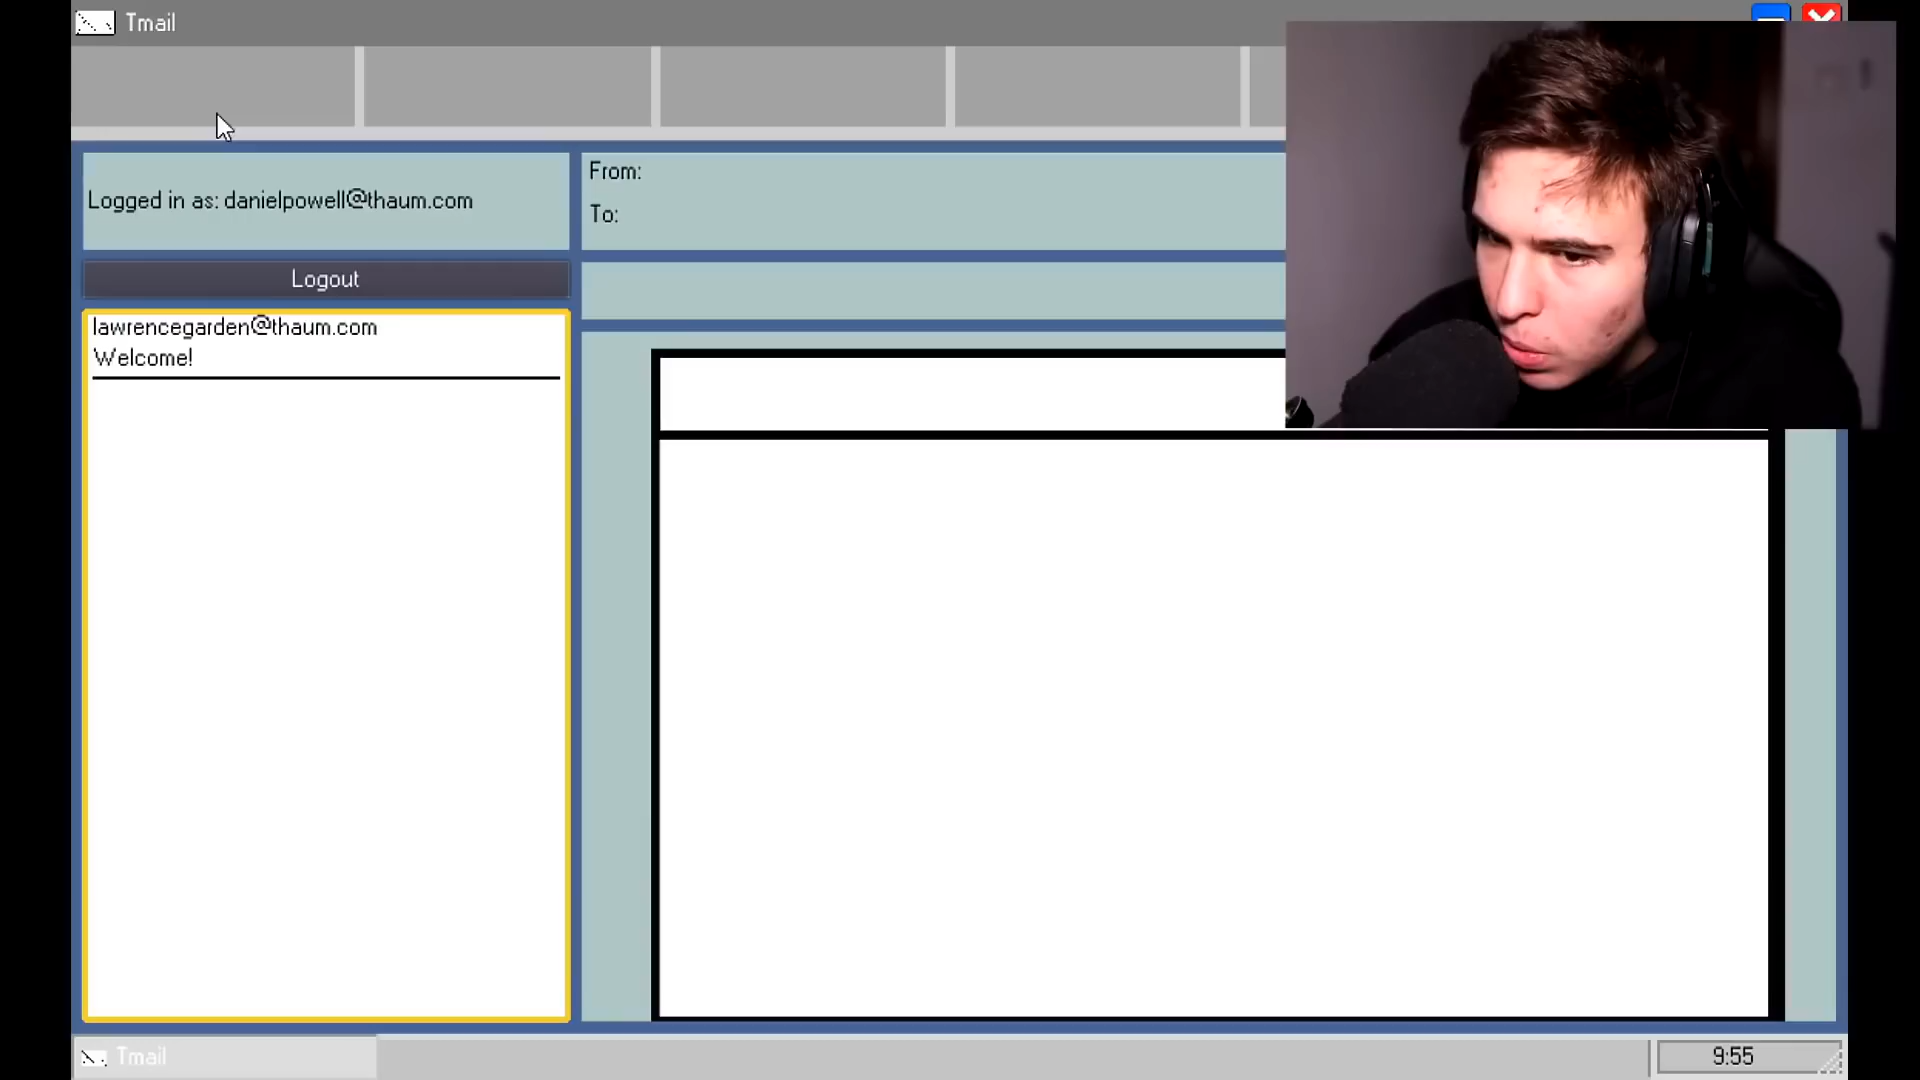 Tmail
Logged in as: danielpowell@thaum.com
From:
To:
Logout
lawrencegarden@thaum.com
Welcome!
Tmail
9:55